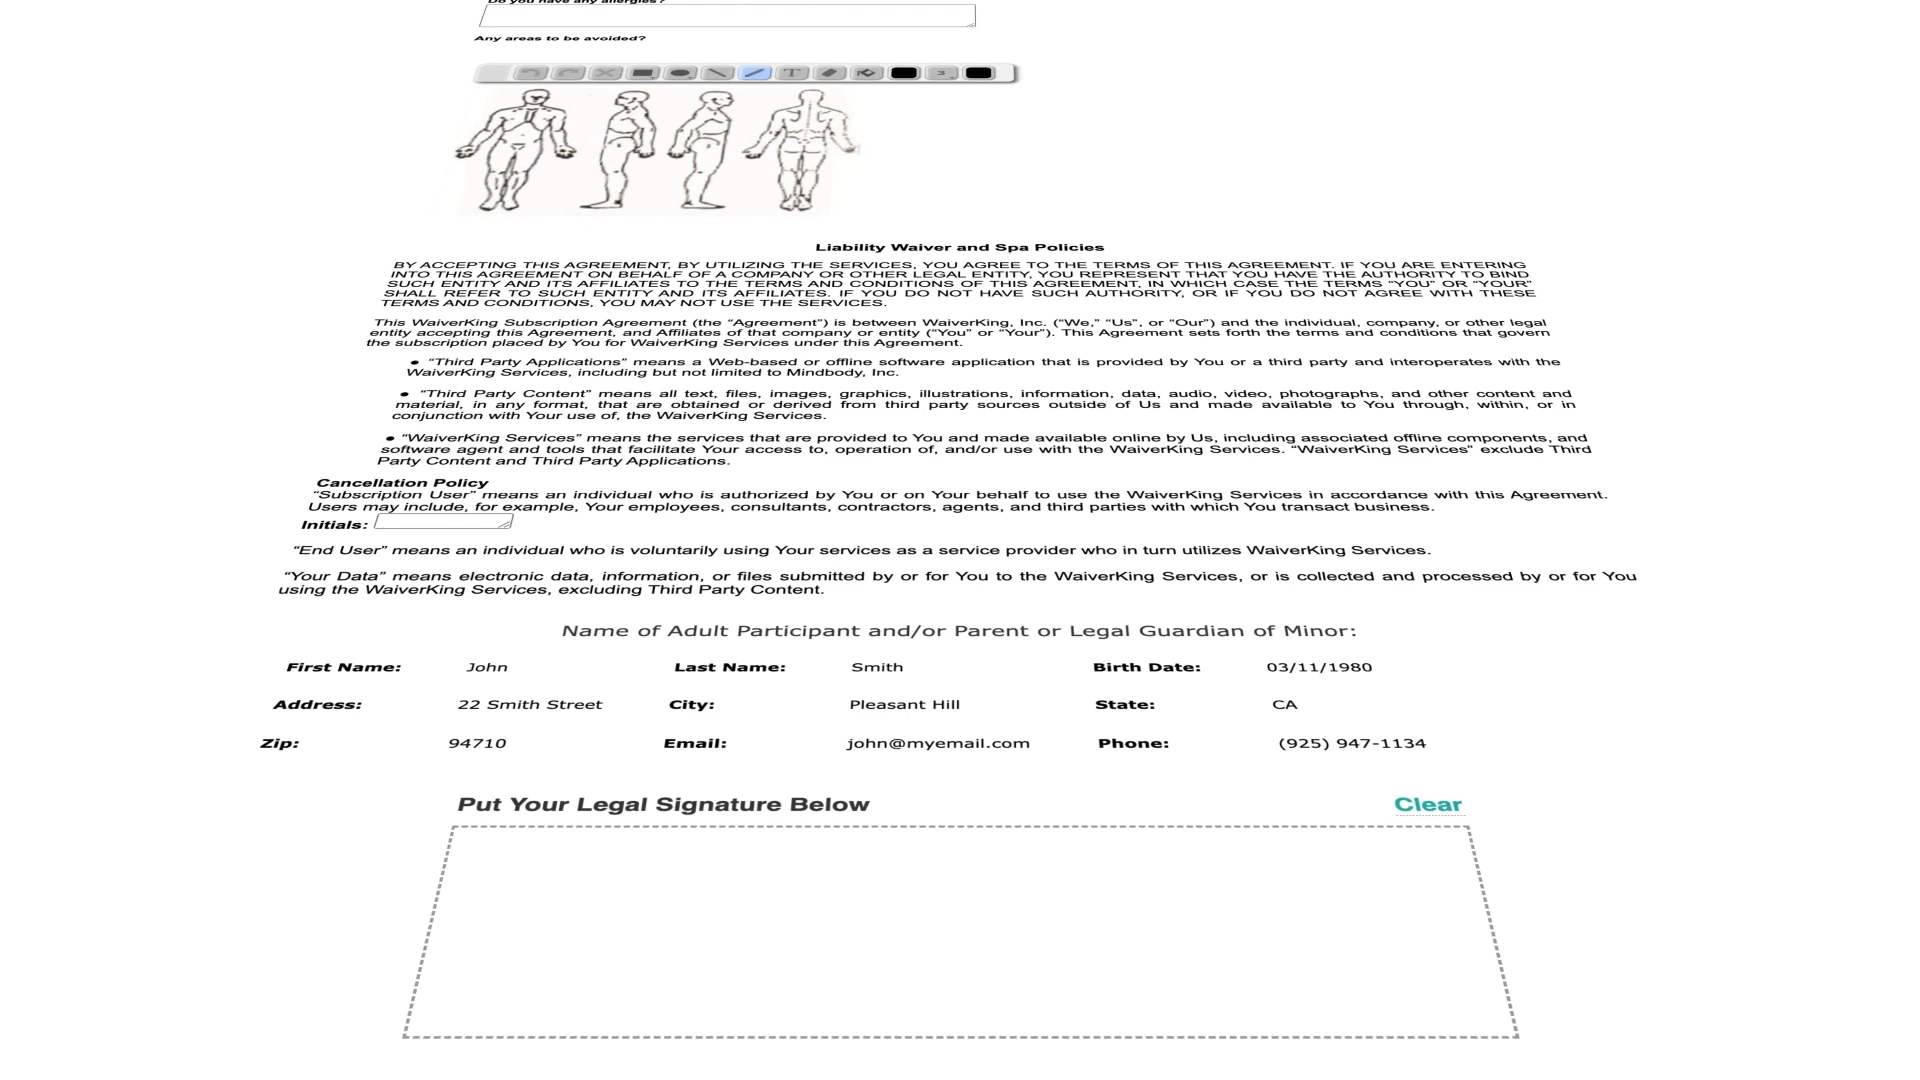 Do you have any allergies?
Any areas to be avoided?
T
3
Liability Waiver and Spa Policies
BY ACCEPTING THIS AGREEMENT, BY UTILIZING THE SERVICES, YOU AGREE TO THE TERMS OF THIS AGREEMENT. IF YOU ARE ENTERING
INTO THIS AGREEMENT ON BEHALF OF A COMPANY OR OTHER LEGAL ENTITY, YOU REPRESENT THAT YOU HAVE THE AUTHORITY TO BIND
SUCH ENTITY AND ITS AFFILIATES TO THE TERMS AND CONDITIONS OF THIS AGREEMENT, IN WHICH CASE THE TERMS “YOU” OR “YOUR”
SHALL REFER TO SUCH ENTITY AND ITS AFFILIATES. IF YOU DO NOT HAVE SUCH AUTHORITY, OR IF YOU DO NOT AGREE WITH THESE
TERMS AND CONDITIONS, YOU MAY NOT USE THE SERVICES.
This WaiverKing Subscription Agreement (the “Agreement”) is between WaiverKing, Inc. (“We,” “Us”, or “Our”) and the individual, company, or other legal
entity accepting this Agreement, and Affiliates of that company or entity (“You” or “Your”). This Agreement sets forth the terms and conditions that govern
the subscription placed by You for WaiverKing Services under this Agreement.
● “Third Party Applications” means a Web-based or offline software application that is provided by You or a third party and interoperates with the
WaiverKing Services, including but not limited to Mindbody, Inc.
● “Third Party Content” means all text, files, images, graphics, illustrations, information, data, audio, video, photographs, and other content and
material, in any format, that are obtained or derived from third party sources outside of Us and made available to You through, within, or in
conjunction with Your use of, the WaiverKing Services.
● “WaiverKing Services” means the services that are provided to You and made available online by Us, including associated offline components, and
software agent and tools that facilitate Your access to, operation of, and/or use with the WaiverKing Services. “WaiverKing Services” exclude Third
Party Content and Third Party Applications.
Cancellation Policy
“Subscription User” means an individual who is authorized by You or on Your behalf to use the WaiverKing Services in accordance with this Agreement.
Users may include, for example, Your employees, consultants, contractors, agents, and third parties with which You transact business.
Initials:
“End User” means an individual who is voluntarily using Your services as a service provider who in turn utilizes WaiverKing Services.
“Your Data” means electronic data, information, or files submitted by or for You to the WaiverKing Services, or is collected and processed by or for You
using the WaiverKing Services, excluding Third Party Content.
Name of Adult Participant and/or Parent or Legal Guardian of Minor:
First Name: John Last Name: Smith Birth Date: 03/11/1980
Address: 22 Smith Street City: Pleasant Hill State: CA
Zip: 94710 Email: john@myemail.com Phone: (925) 947-1134
Put Your Legal Signature Below Clear